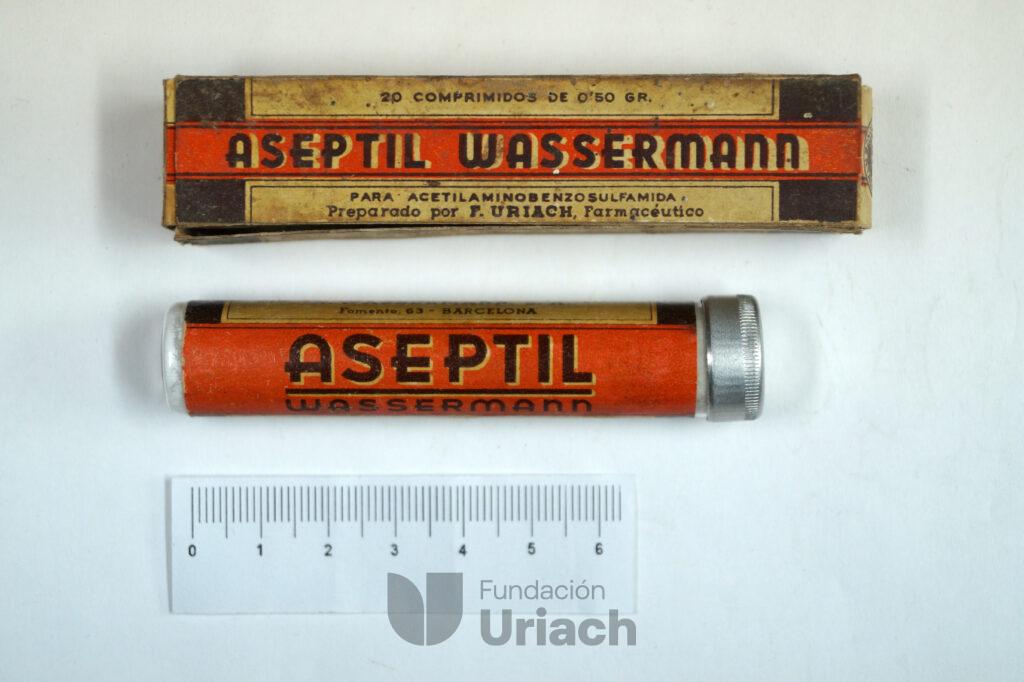 20 COMPRIMIDOS DE 0'50 GR.
ASEPTIL WASSERMANN
PARA ACETILAMINOBENZOSULFAMIDA.
Preparado por F. URIACH, Farmacéutico
Fomento, 63 - BARCELONA
ASEPTIL
WASSERMANN
0 1 2 3 4 5 6
Fundación
Uriach